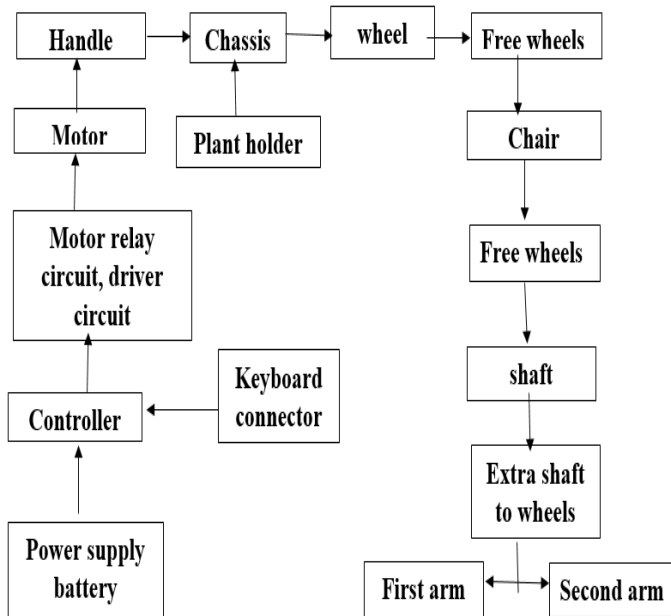 Handle
Chassis
wheel
Free wheels
Motor
Plant holder
Chair
Motor relay
circuit, driver
circuit
Free wheels
Keyboard
connector
shaft
Controller
Extra shaft
to wheels
Power supply
battery
First arm
Second arm